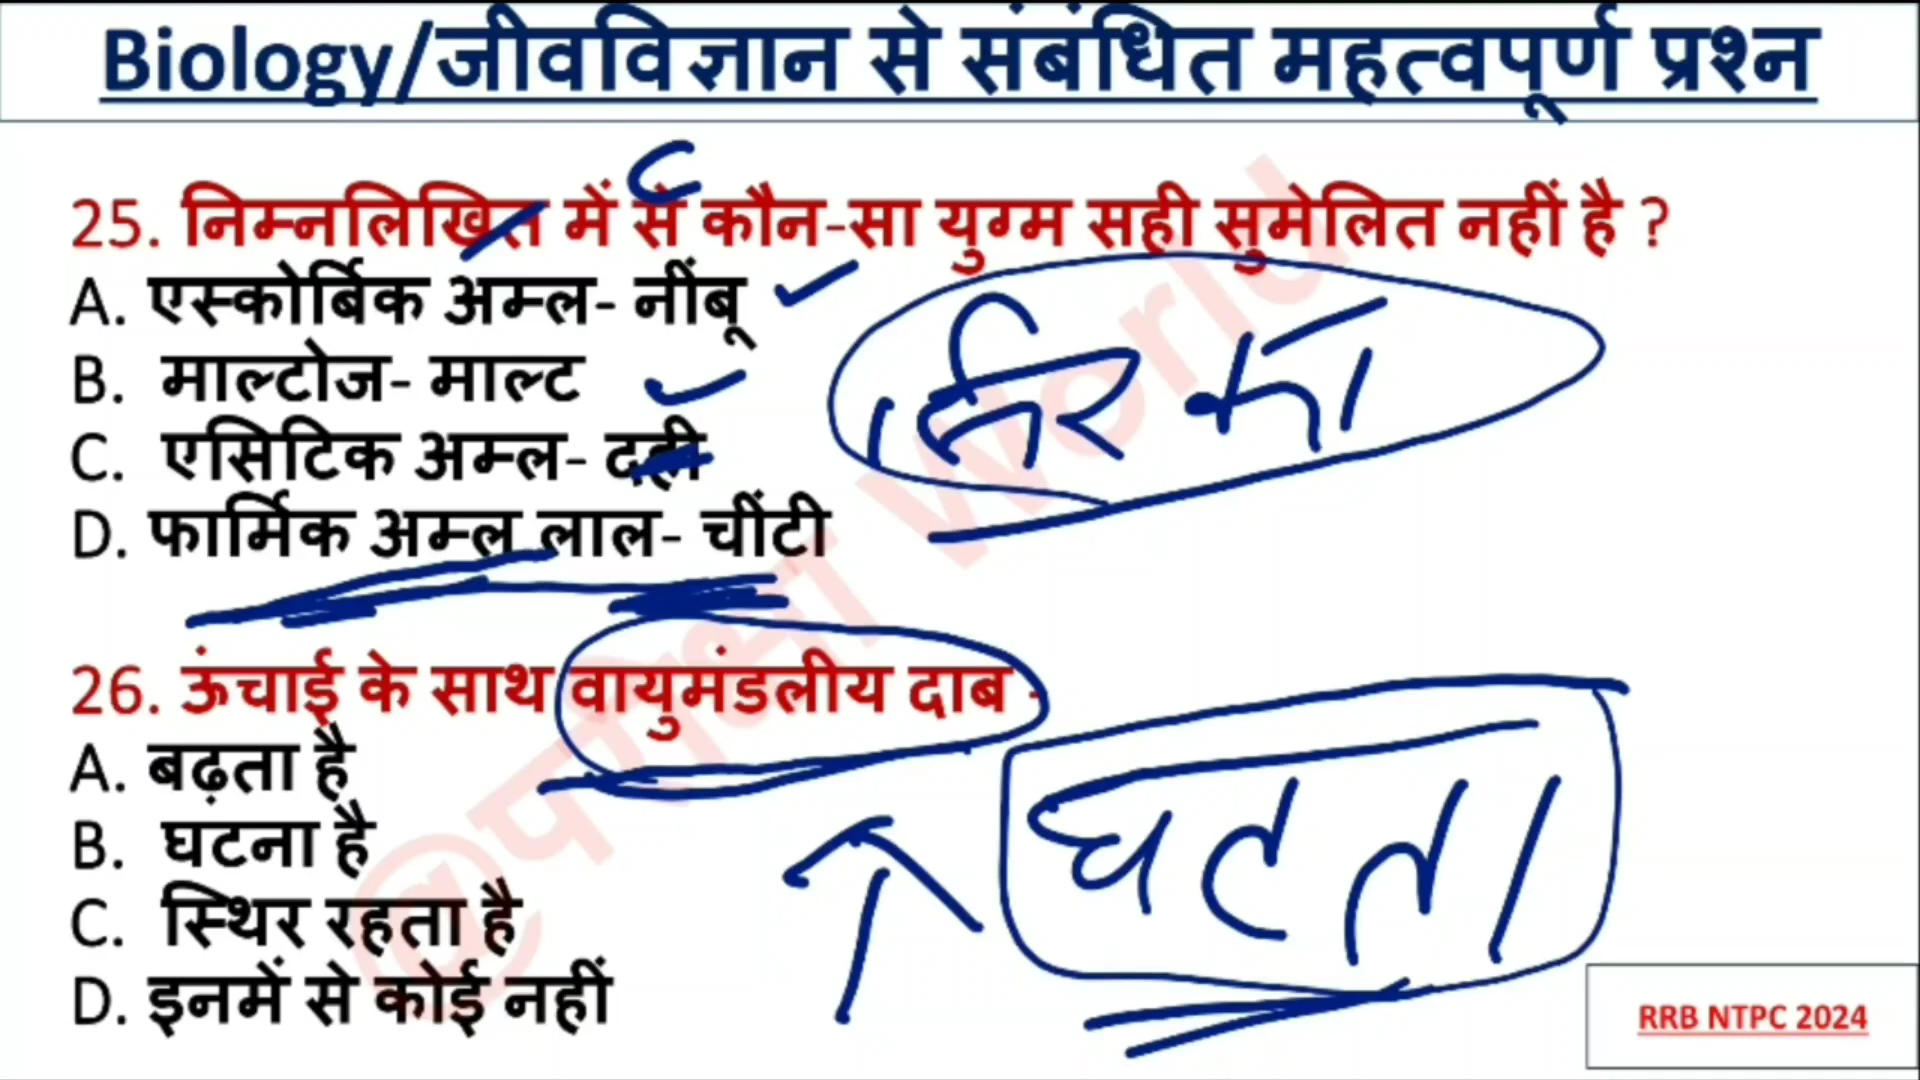 Biology/जीवविज्ञान से संबंधित महत्वपूर्ण प्रश्न
C
25. निम्नलिखित में से कौन-सा युग्म सही सुमेलित नहीं है ?
A. एस्कोर्बिक अम्ल- नींबू
B. माल्टोज- माल्ट
सिरका
C. एसिटिक अम्ल- दही
D. फार्मिक अम्ल लाल- चींटी
26. ऊंचाई के साथ वायुमंडलीय दाब -
A. बढ़ता है
B. घटना है
घटता
C. स्थिर रहता है
D. इनमें से कोई नहीं
RRB NTPC 2024